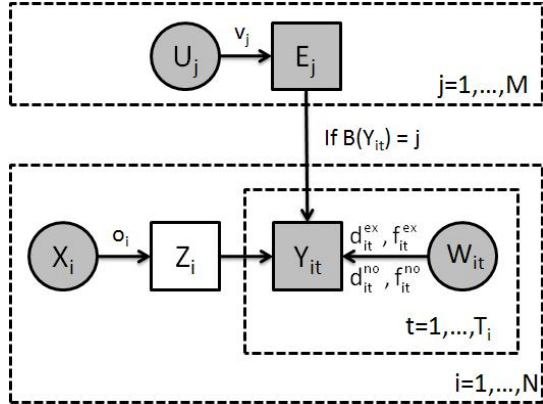 v_j
U_j
E_j
j=1,...,M
If B(Y_it) = j
o_i
X_i
Z_i
Y_it
d_it^ex , f_it^ex
d_it^no , f_it^no
W_it
t=1,...,T_i
i=1,...,N